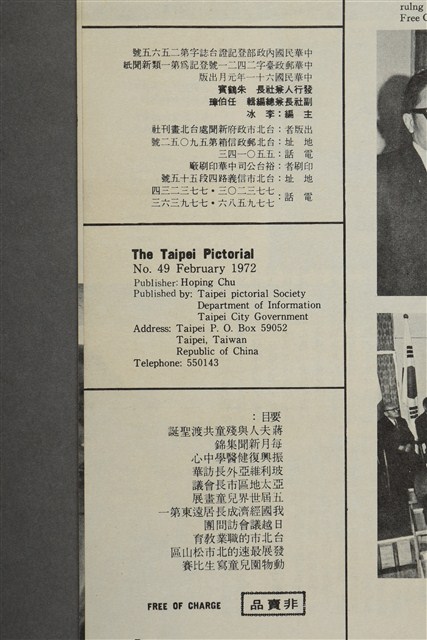 rulng
Free C
中華民國內政部登記證台誌字第二五六五號
中華郵政臺字二四二一號登記為第一類新聞紙
中華民國六十一年元月出版
發行人兼社長 朱鶴賓
副社長兼總編輯 任伯璋
主編：李冰
出版者：台北市政府新聞處台北畫刊社
地址：台北郵政信箱第五九〇五二號
電話：五五〇一四三
印刷者：裕台公司中華印刷廠
地址：台北市信義路四段五十五號
電話：七七三二〇三・七七三二三四
七七九五八六・七七三六九三
The Taipei Pictorial
No. 49 February 1972
Publisher: Hoping Chu
Published by: Taipei pictorial Society
Department of Information
Taipei City Government
Address: Taipei P. O. Box 59052
Taipei, Taiwan
Republic of China
Telephone: 550143
要目：
蔣夫人與殘童共渡聖誕
每月新聞集錦
振興復健醫學中心
玻利維亞外長訪華
亞太地區市長會議
五屆世界兒童畫展
我國經濟成長居遠東第一
日越議會訪問團
台北市的職業教育
發展最速的北市松山區
動物園兒童寫生比賽
FREE OF CHARGE 非賣品